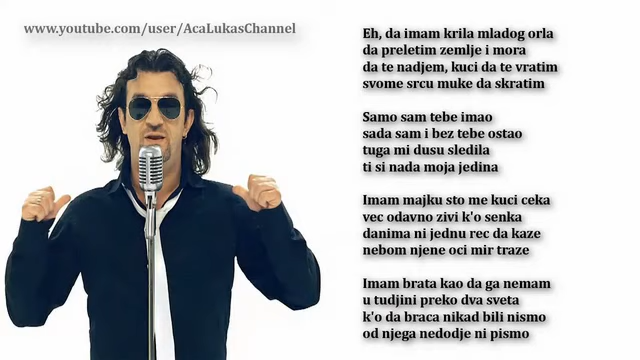 www.youtube.com/user/AcaLukasChannel
Eh, da imam krila mladog orla
da preletim zemlje i mora
da te nadjem, kuci da te vratim
svome srcu muke da skratim
Samo sam tebe imao
sada sam i bez tebe ostao
tuga mi dusu sledila
ti si nada moja jedina
Imam majku sto me kuci ceka
vec odavno zivi k'o senka
danima ni jednu rec da kaze
nebom njene oci mir traze
Imam brata kao da ga nemam
u tudjini preko dva sveta
k'o da braca nikad bili nismo
od njega nedodje ni pismo